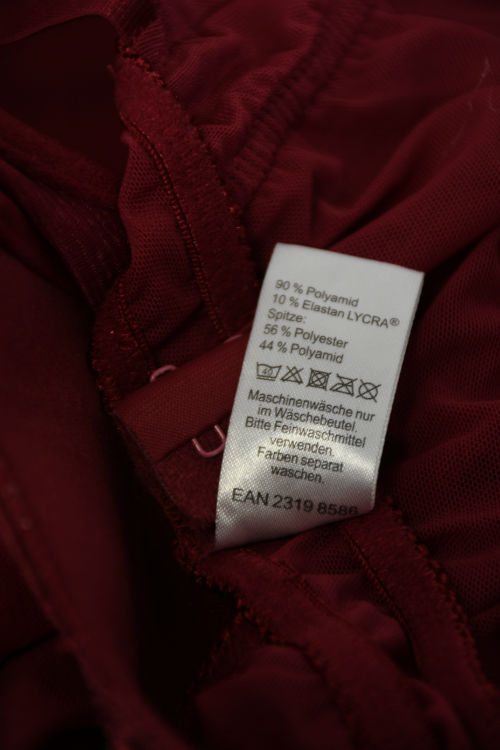 90 % Polyamid
10 % Elastan LYCRA®
Spitze:
56 % Polyester
44 % Polyamid
40
Maschinenwäsche nur
im Wäschebeutel.
Bitte Feinwaschmittel
verwenden.
Farben separat
waschen.
EAN 2319 8586